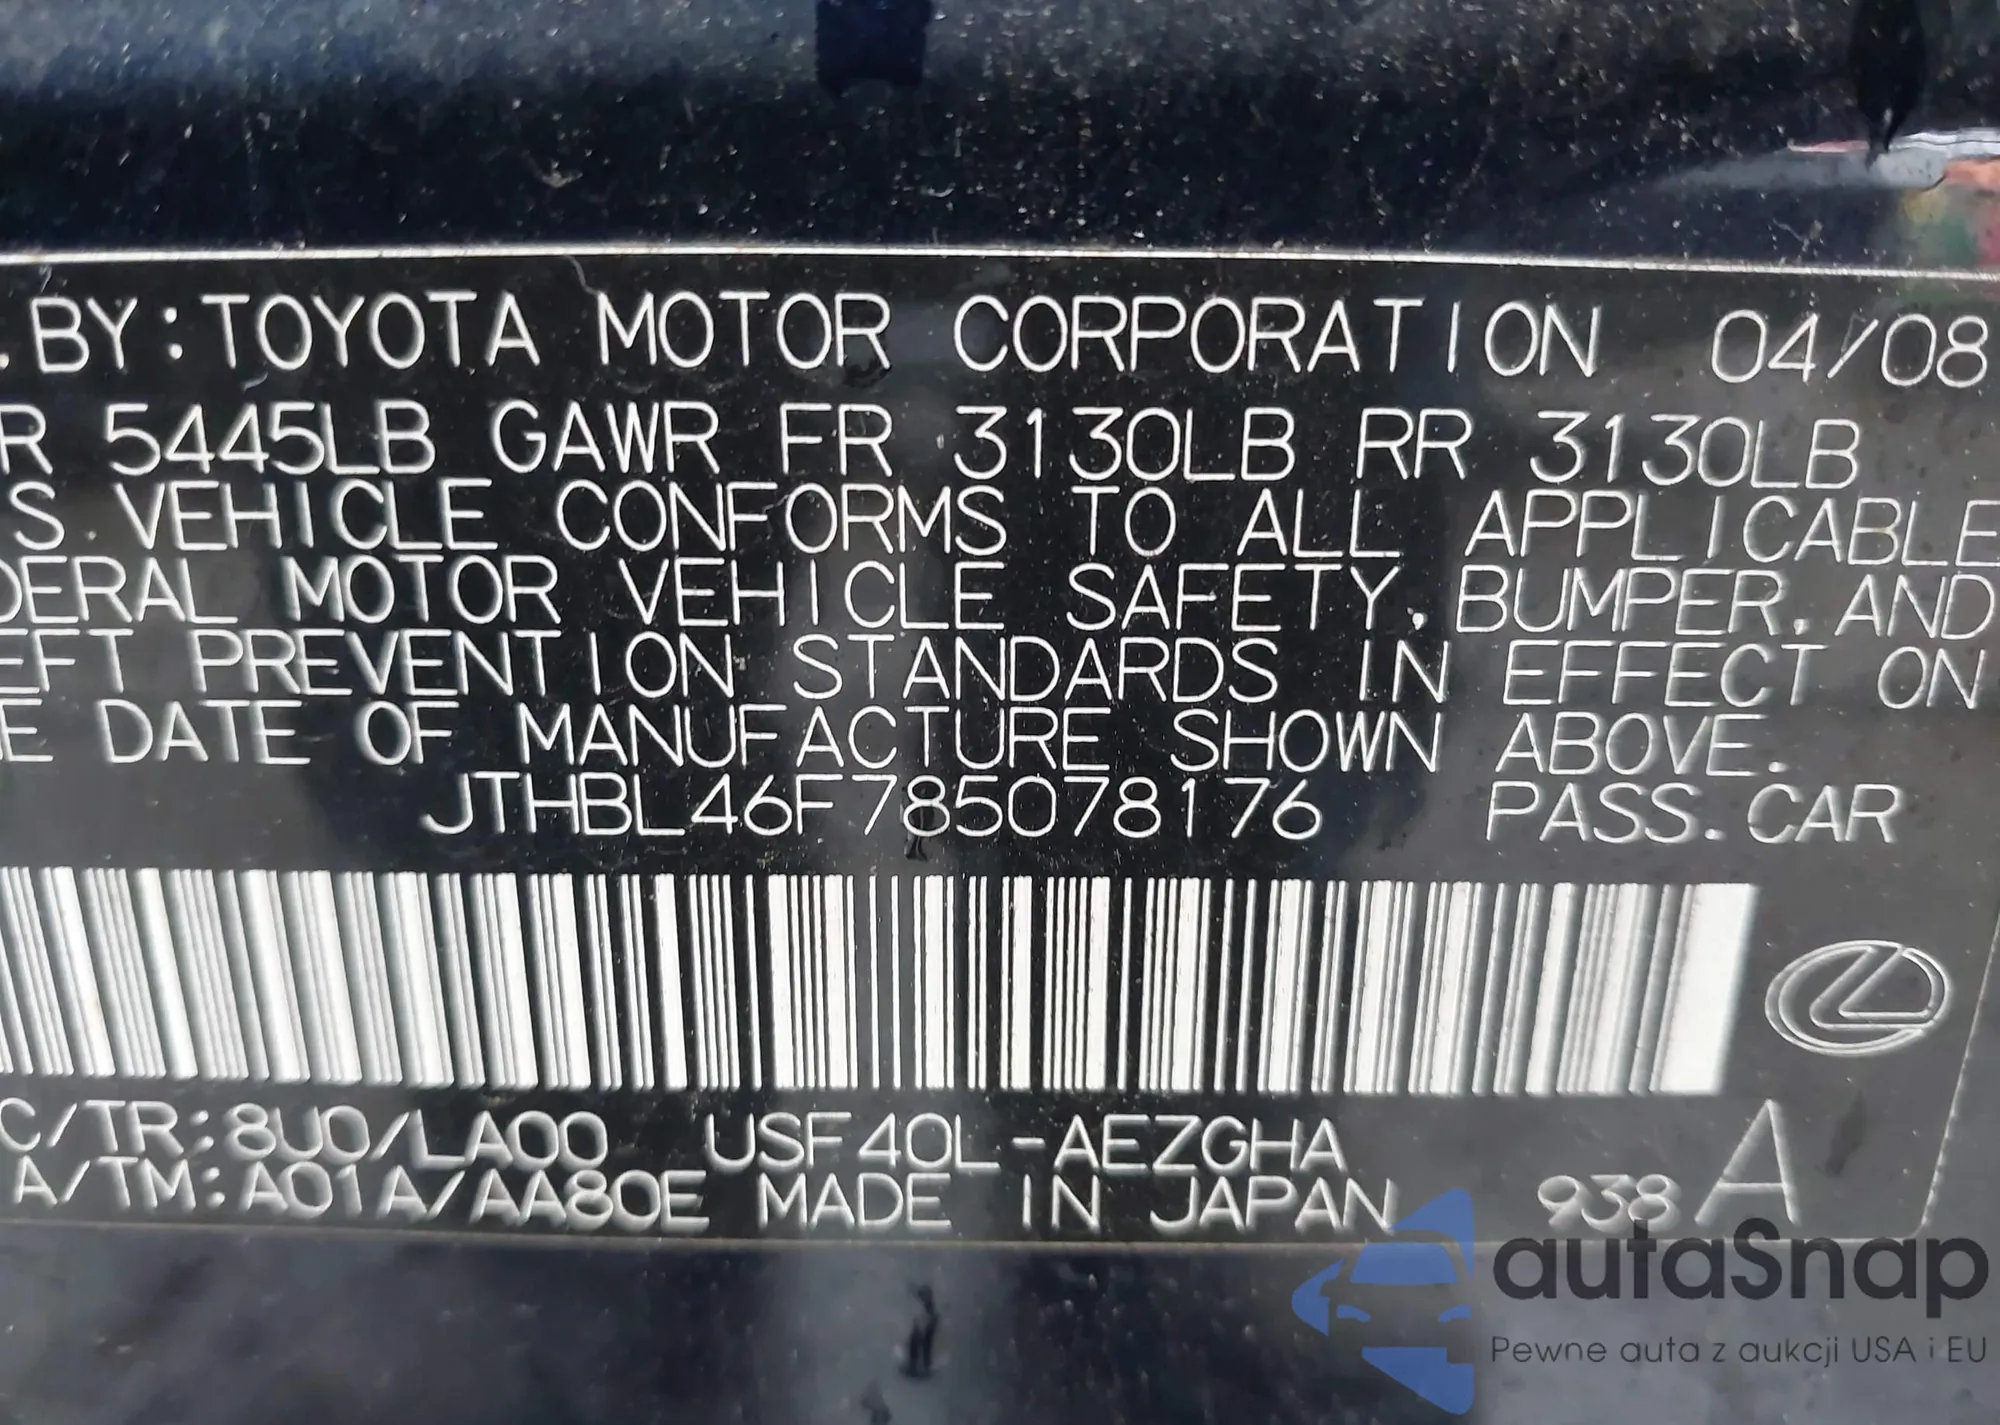 . BY: TOYOTA MOTOR CORPORATION 04/08
R 5445LB GAWR FR 3130LB RR 3130LB
S VEHICLE CONFORMS TO ALL APPLICABLE
DERAL MOTOR VEHICLE SAFETY, BUMPER, AND
EFT PREVENTION STANDARDS IN EFFECT ON
E DATE OF MANUFACTURE SHOWN ABOVE.
JTHBL46F785078176 PASS. CAR
C/TR: 8U0/LA00 USF40L-AEZGHA
A/TM: A01A/AA80E MADE IN JAPAN 938 A
autaSnap
Pewne auta z aukcji USA i EU